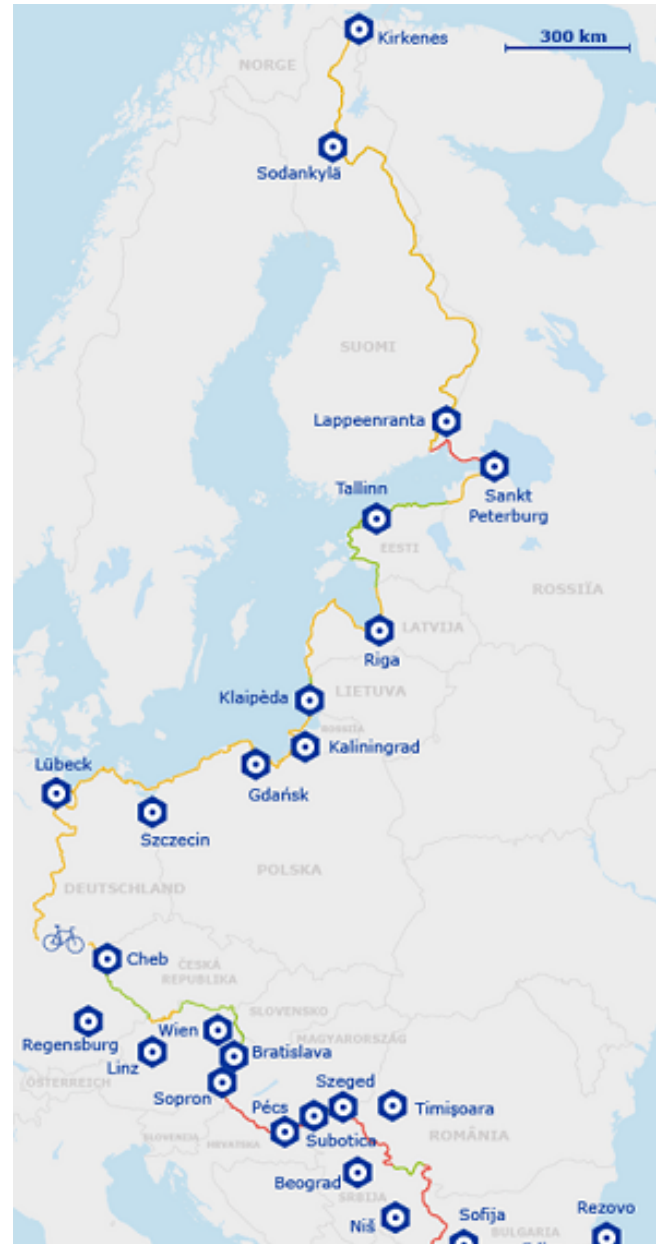 Kirkenes
300 km
NORGE
Sodankylä
SUOMI
Lappeenranta
Tallinn
Sankt
Peterburg
EESTI
ROSSIÏA
LATVIJA
Riga
Klaipèda
LIETUVA
ROSSIÏA
Kaliningrad
Lübeck
Gdańsk
Szczecin
POLSKA
DEUTSCHLAND
Cheb
ČESKÁ
REPUBLIKA
SLOVENSKO
Wien
Regensburg
MAGYARORSZÁG
Linz
Bratislava
ÖSTERREICH
Sopron
Szeged
Pécs
Timişoara
SLOVENIJA
HRVATSKA
Subotica
ROMÂNIA
Beograd
SRBIJA
Rezovo
Sofija
Niš
BULGARIA